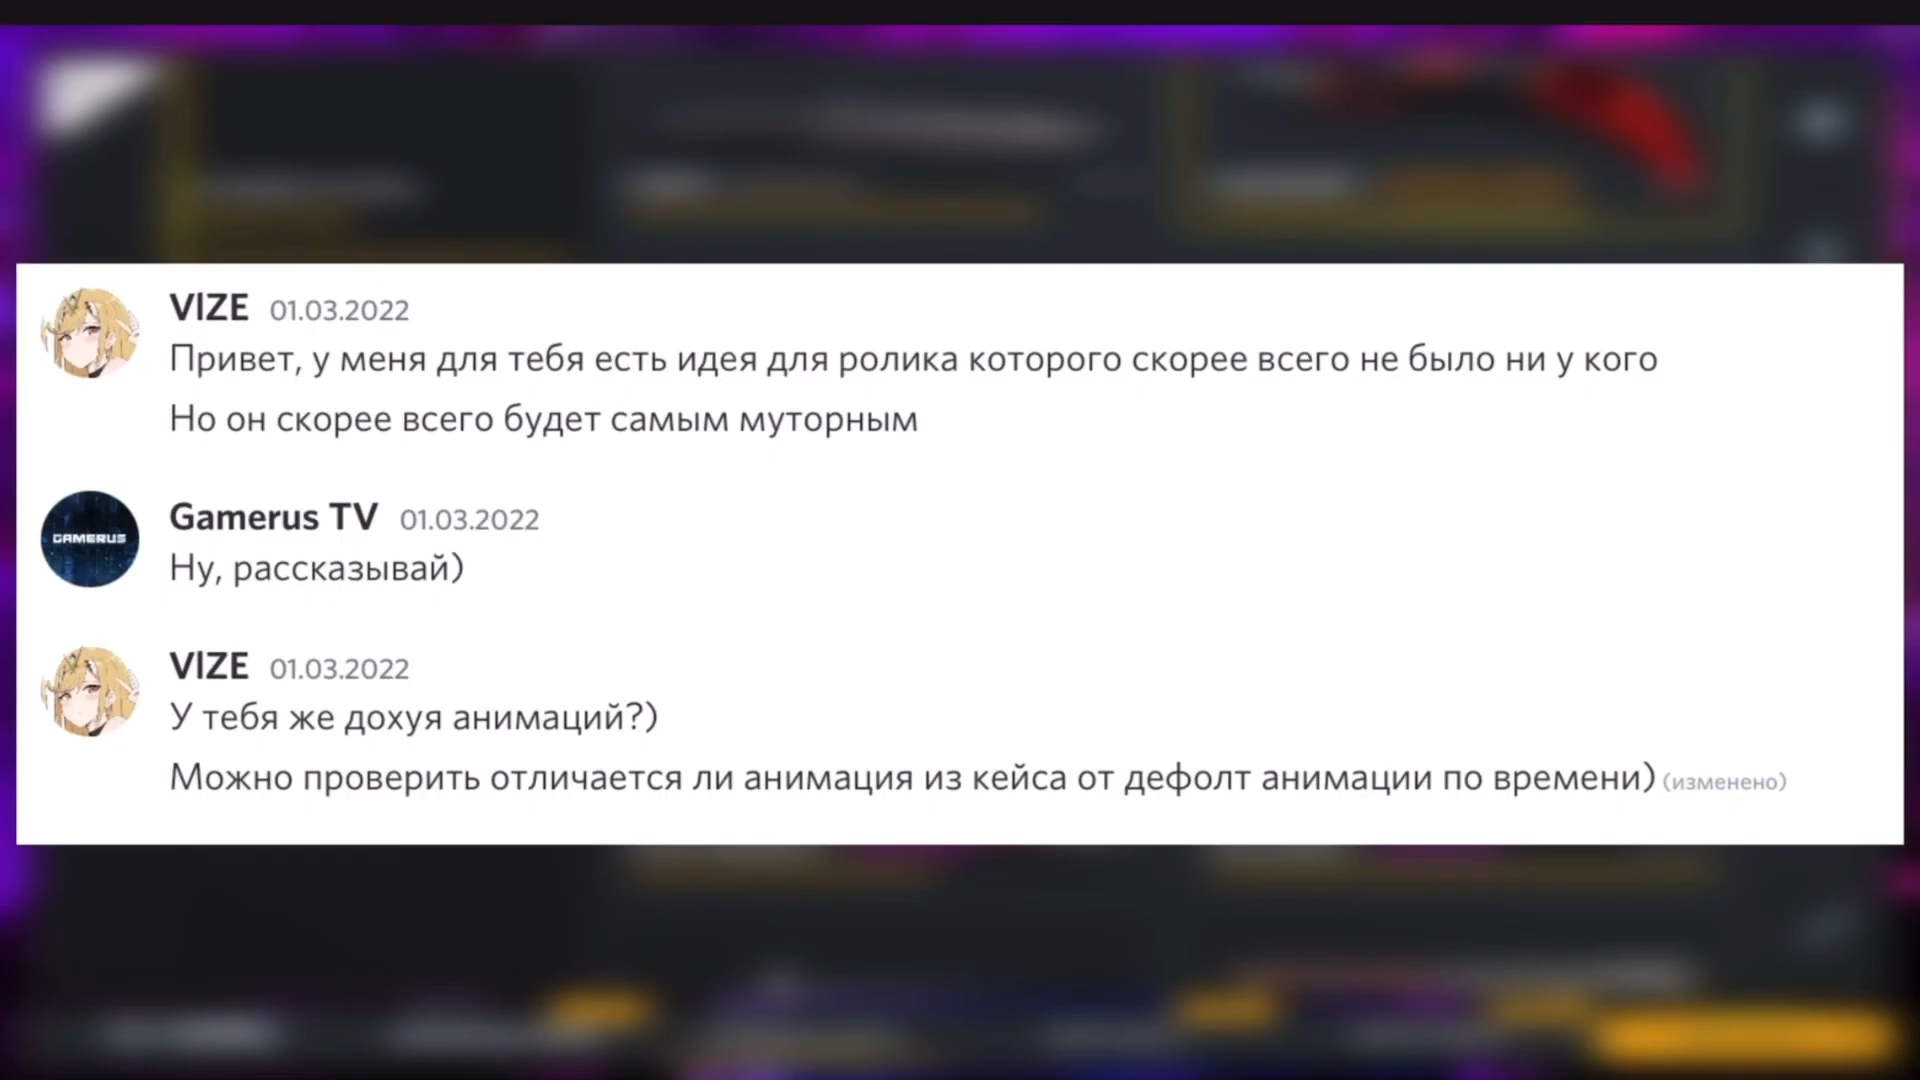 VlZE 01.03.2022
Привет, у меня для тебя есть идея для ролика которого скорее всего не было ни у кого
Но он скорее всего будет самым муторным
Gamerus TV 01.03.2022
GAMERUS
Ну, рассказывай)
VlZE 01.03.2022
У тебя же дохуя анимаций?)
Можно проверить отличается ли анимация из кейса от дефолт анимации по времени) (изменено)